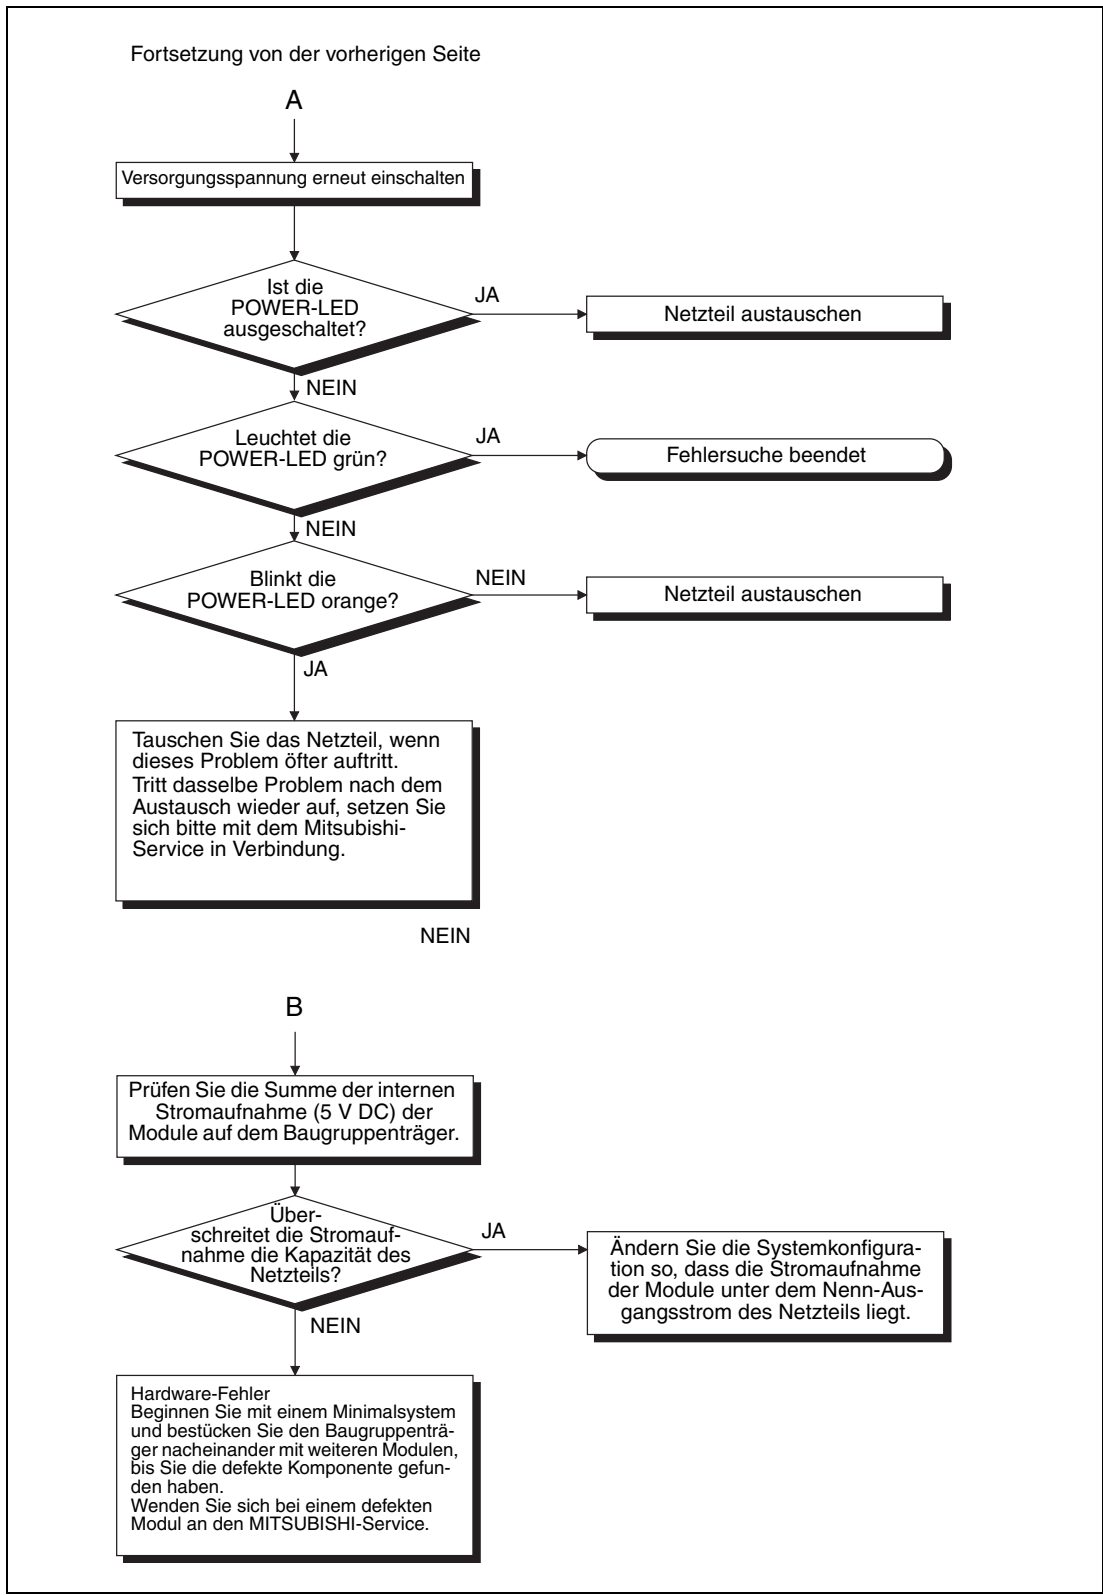 Fortsetzung von der vorherigen Seite
A
Versorgungsspannung erneut einschalten
Ist die
POWER-LED
ausgeschaltet?
JA
Netzteil austauschen
NEIN
Leuchtet die
POWER-LED grün?
JA
Fehlersuche beendet
NEIN
Blinkt die
POWER-LED orange?
NEIN
Netzteil austauschen
JA
Tauschen Sie das Netzteil, wenn
dieses Problem öfter auftritt.
Tritt dasselbe Problem nach dem
Austausch wieder auf, setzen Sie
sich bitte mit dem Mitsubishi-
Service in Verbindung.
NEIN
B
Prüfen Sie die Summe der internen
Stromaufnahme (5 V DC) der
Module auf dem Baugruppenträger.
Über-
schreitet die Stromauf-
nahme die Kapazität des
Netzteils?
JA
Ändern Sie die Systemkonfigura-
tion so, dass die Stromaufnahme
der Module unter dem Nenn-Aus-
gangsstrom des Netzteils liegt.
NEIN
Hardware-Fehler
Beginnen Sie mit einem Minimalsystem
und bestücken Sie den Baugruppenträ-
ger nacheinander mit weiteren Modulen,
bis Sie die defekte Komponente gefun-
den haben.
Wenden Sie sich bei einem defekten
Modul an den MITSUBISHI-Service.